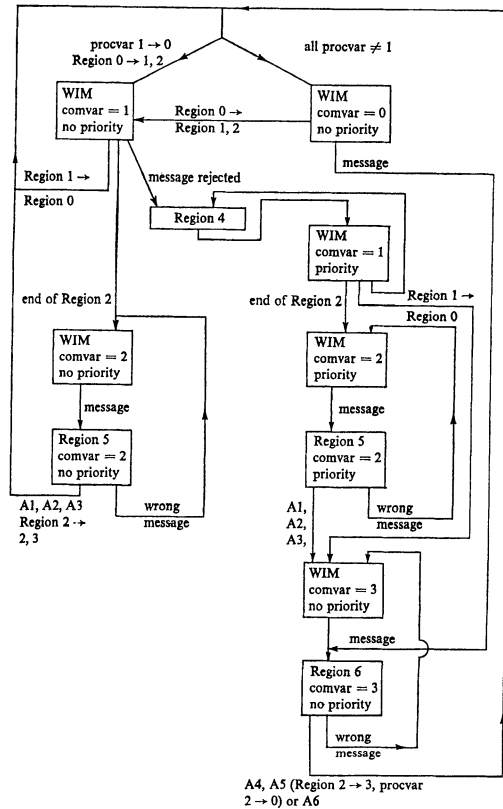 procvar 1 → 0
Region 0 → 1, 2
all procvar ≠ 1
WIM
comvar = 1
no priority
Region 0 →
Region 1, 2
WIM
comvar = 0
no priority
message
Region 1 →
Region 0
message rejected
Region 4
WIM
comvar = 1
priority
end of Region 2
end of Region 2
Region 1 →
Region 0
WIM
comvar = 2
no priority
WIM
comvar = 2
priority
message
message
Region 5
comvar = 2
no priority
Region 5
comvar = 2
priority
A1, A2, A3
Region 2 →
2, 3
wrong
message
A1,
A2,
A3,
wrong
message
WIM
comvar = 3
no priority
message
Region 6
comvar = 3
no priority
wrong
message
A4, A5 (Region 2 → 3, procvar
2 → 0) or A6